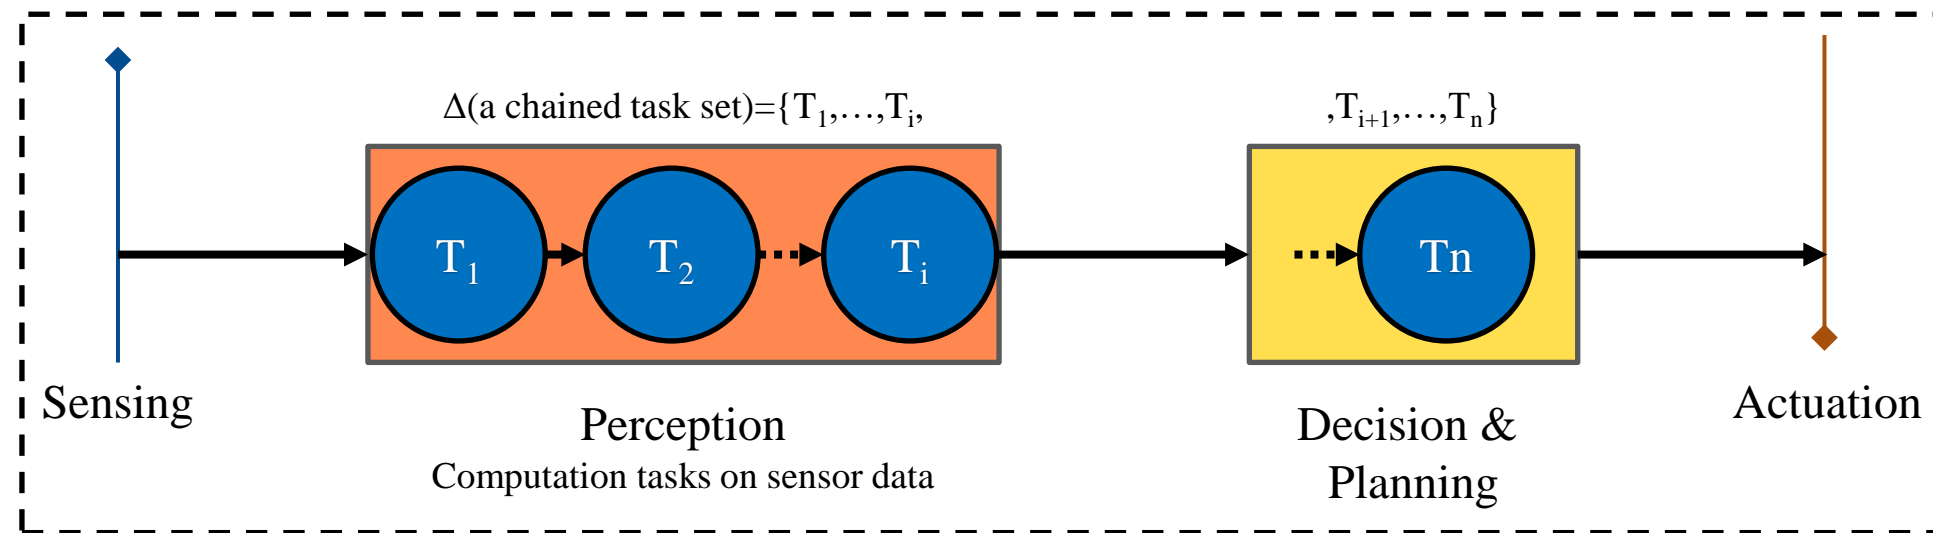 Δ(a chained task set)={T₁,…,Tᵢ,
,Tᵢ₊₁,…,Tₙ}
T₁
T₂
Tᵢ
Tn
Sensing
Perception
Computation tasks on sensor data
Decision &
Planning
Actuation